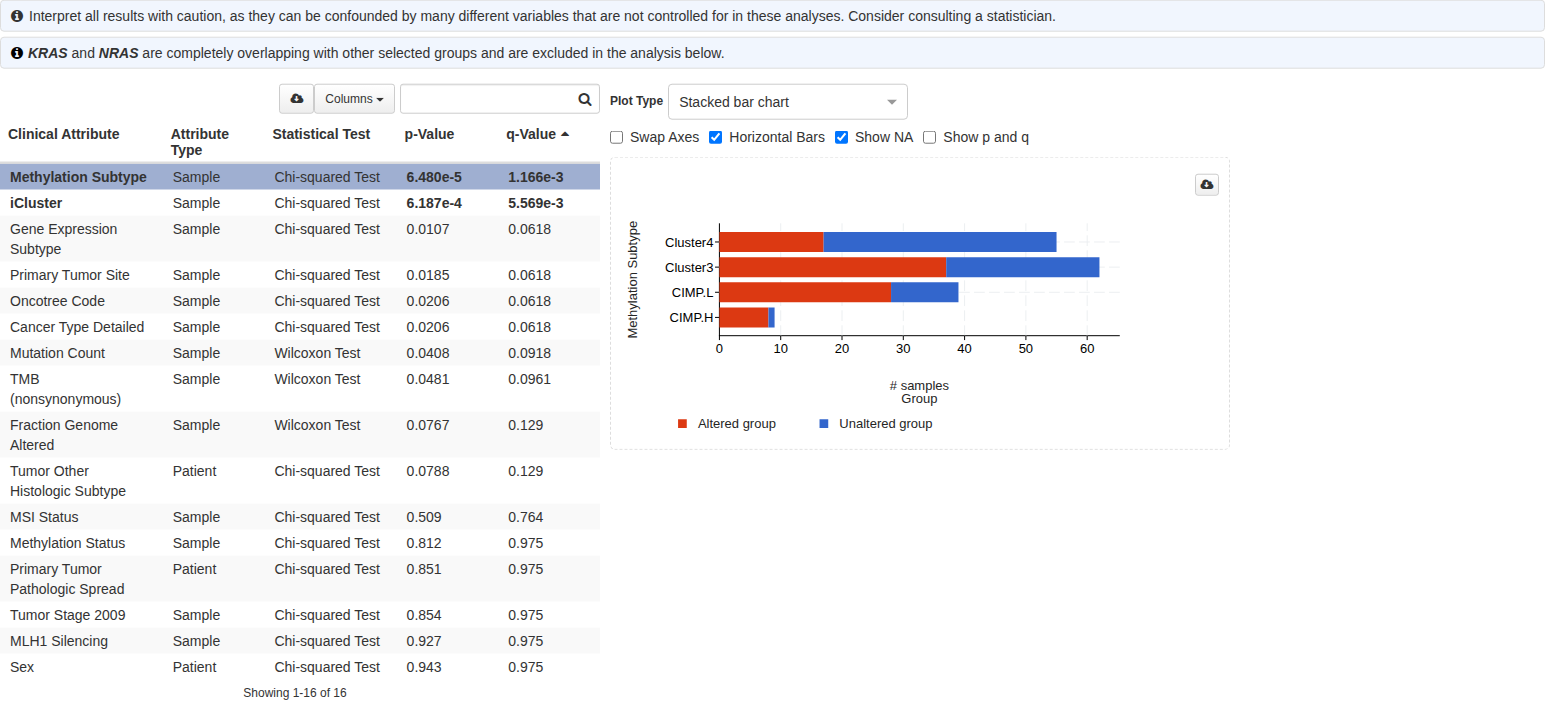 Interpret all results with caution, as they can be confounded by many different variables that are not controlled for in these analyses. Consider consulting a statistician.
KRAS and NRAS are completely overlapping with other selected groups and are excluded in the analysis below.
Columns
Clinical Attribute Attribute Type Statistical Test p-Value q-Value
Methylation Subtype Sample Chi-squared Test 6.480e-5 1.166e-3
iCluster Sample Chi-squared Test 6.187e-4 5.569e-3
Gene Expression Subtype Sample Chi-squared Test 0.0107 0.0618
Primary Tumor Site Sample Chi-squared Test 0.0185 0.0618
Oncotree Code Sample Chi-squared Test 0.0206 0.0618
Cancer Type Detailed Sample Chi-squared Test 0.0206 0.0618
Mutation Count Sample Wilcoxon Test 0.0408 0.0918
TMB (nonsynonymous) Sample Wilcoxon Test 0.0481 0.0961
Fraction Genome Altered Sample Wilcoxon Test 0.0767 0.129
Tumor Other Histologic Subtype Patient Chi-squared Test 0.0788 0.129
MSI Status Sample Chi-squared Test 0.509 0.764
Methylation Status Sample Chi-squared Test 0.812 0.975
Primary Tumor Pathologic Spread Patient Chi-squared Test 0.851 0.975
Tumor Stage 2009 Sample Chi-squared Test 0.854 0.975
MLH1 Silencing Sample Chi-squared Test 0.927 0.975
Sex Patient Chi-squared Test 0.943 0.975
Showing 1-16 of 16
Plot Type Stacked bar chart
Swap Axes Horizontal Bars Show NA Show p and q
Methylation Subtype
Cluster4
Cluster3
CIMP.L
CIMP.H
0 10 20 30 40 50 60
# samples
Group
Altered group Unaltered group